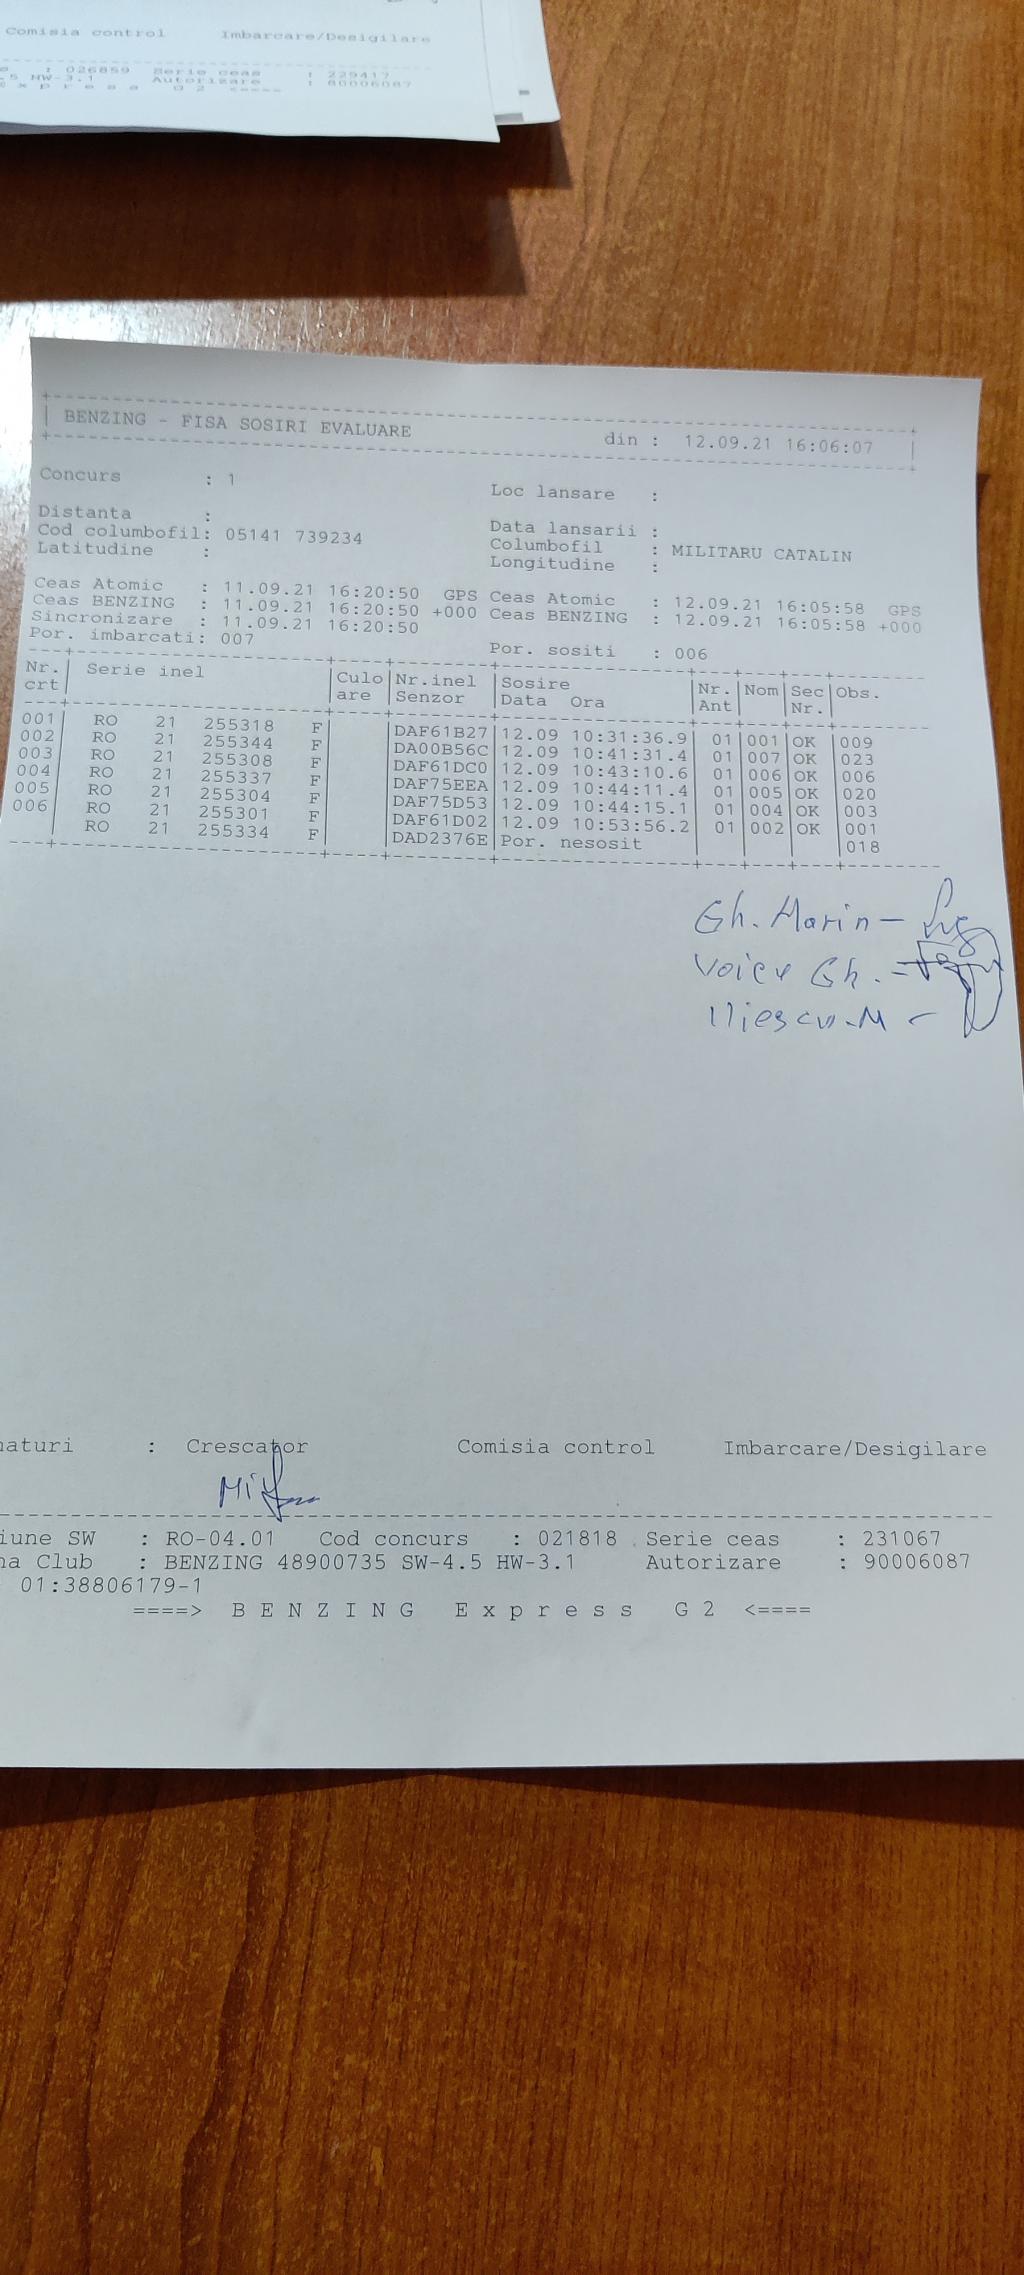 Comisia control Imbarcare/Desigilare
: 026859 Serie ceas : 229417
HW-3.1 Autorizare : 80006087
x p r e s s G 2 <====
BENZING - FISA SOSIRI EVALUARE din : 12.09.21 16:06:07
Concurs : 1 Loc lansare :
Distanta : Data lansarii :
Cod columbofil: 05141 739234 Columbofil : MILITARU CATALIN
Latitudine : Longitudine :
Ceas Atomic : 11.09.21 16:20:50 GPS Ceas Atomic : 12.09.21 16:05:58 GPS
Ceas BENZING : 11.09.21 16:20:50 +000 Ceas BENZING : 12.09.21 16:05:58 +000
Sincronizare : 11.09.21 16:20:50
Por. imbarcati: 007 Por. sositi : 006
Nr. Serie inel Culo Nr.inel Sosire Nr. Nom Sec Obs.
crt are Senzor Data Ora Ant Nr.
001 RO 21 255318 F DAF61B27 12.09 10:31:36.9 01 001 OK 009
002 RO 21 255344 F DA00B56C 12.09 10:41:31.4 01 007 OK 023
003 RO 21 255308 F DAF61DC0 12.09 10:43:10.6 01 006 OK 006
004 RO 21 255337 F DAF75EEA 12.09 10:44:11.4 01 005 OK 020
005 RO 21 255304 F DAF75D53 12.09 10:44:15.1 01 004 OK 003
006 RO 21 255301 F DAF61D02 12.09 10:53:56.2 01 002 OK 001
RO 21 255334 F DAD2376E Por. nesosit 018
Gh. Marin -
Voicu Gh. -
Iliescu M -
naturi : Crescator Comisia control Imbarcare/Desigilare
iune SW : RO-04.01 Cod concurs : 021818 Serie ceas : 231067
na Club : BENZING 48900735 SW-4.5 HW-3.1 Autorizare : 90006087
01:38806179-1
====> B E N Z I N G E x p r e s s G 2 <====